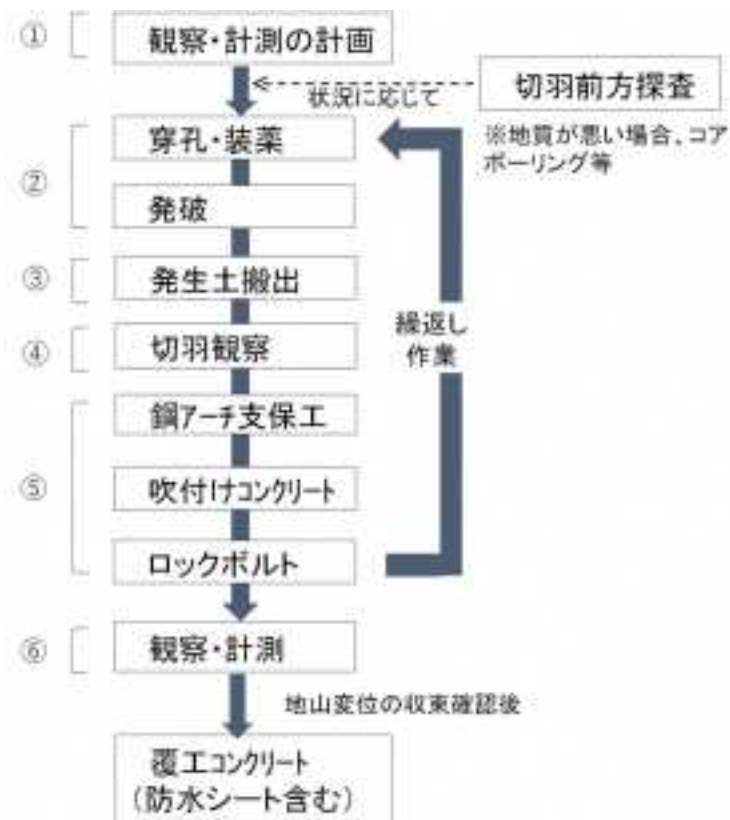 ①
観察・計測の計画
状況に応じて
切羽前方探査
※地質が悪い場合、コア
ボーリング等
②
穿孔・装薬
発破
③
発生土搬出
④
切羽観察
繰返し
作業
⑤
鋼アーチ支保工
吹付けコンクリート
ロックボルト
⑥
観察・計測
地山変位の収束確認後
覆工コンクリート
(防水シート含む)